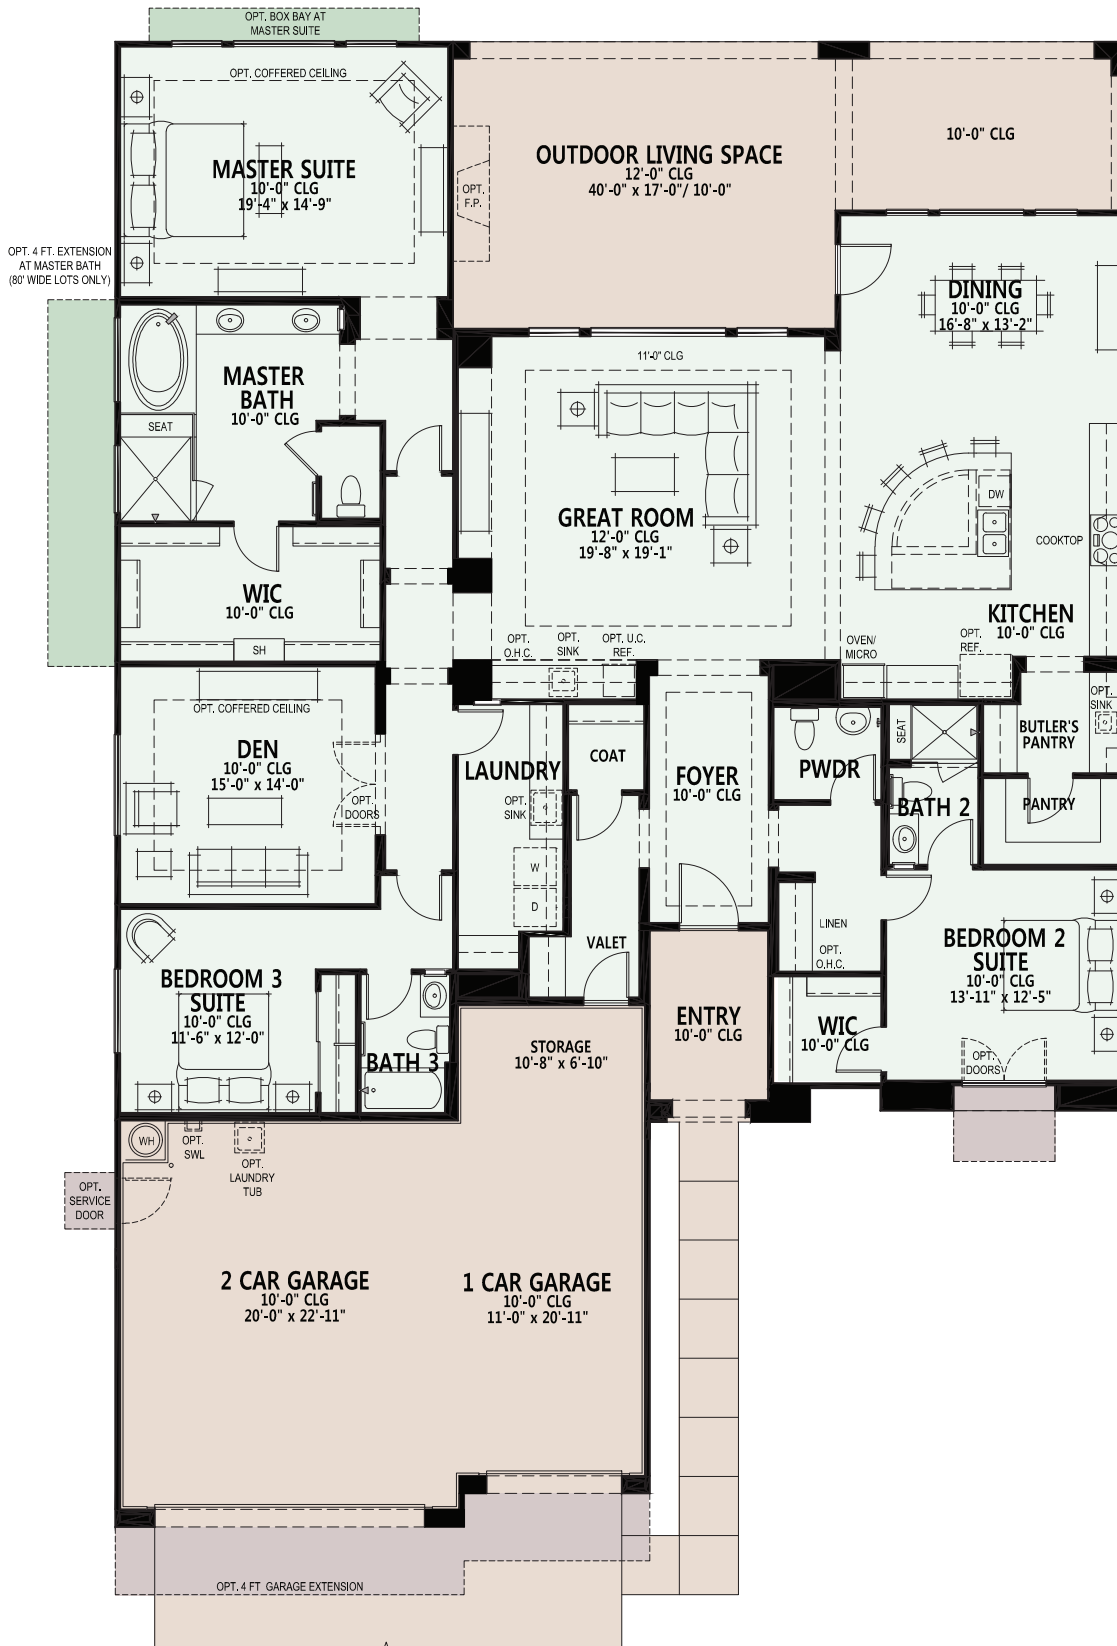 OPT. BOX BAY AT
MASTER SUITE
OPT. COFFERED CEILING
MASTER SUITE
10'-0" CLG
19'-4" x 14'-9"
OPT.
F.P.
OUTDOOR LIVING SPACE
12'-0" CLG
40'-0" x 17'-0"/ 10'-0"
10'-0" CLG
OPT. 4 FT. EXTENSION
AT MASTER BATH
(80' WIDE LOTS ONLY)
DINING
10'-0" CLG
16'-8" x 13'-2"
11'-0" CLG
MASTER
BATH
10'-0" CLG
SEAT
GREAT ROOM
12'-0" CLG
19'-8" x 19'-1"
DW
COOKTOP
WIC
10'-0" CLG
SH
KITCHEN
10'-0" CLG
OPT.
O.H.C.
OPT.
SINK
OPT. U.C.
REF.
OVEN/
MICRO
OPT.
REF.
OPT. COFFERED CEILING
DEN
10'-0" CLG
15'-0" x 14'-0"
OPT.
DOORS
LAUNDRY
OPT.
SINK
W
D
COAT
FOYER
10'-0" CLG
PWDR
SEAT
BATH 2
BUTLER'S
PANTRY
OPT.
SINK
PANTRY
LINEN
OPT.
O.H.C.
VALET
BEDROOM 2
SUITE
10'-0" CLG
13'-11" x 12'-5"
OPT.
DOORS
BEDROOM 3
SUITE
10'-0" CLG
11'-6" x 12'-0"
BATH 3
STORAGE
10'-8" x 6'-10"
ENTRY
10'-0" CLG
WIC
10'-0" CLG
WH
OPT.
SWL
OPT.
LAUNDRY
TUB
OPT.
SERVICE
DOOR
2 CAR GARAGE
10'-0" CLG
20'-0" x 22'-11"
1 CAR GARAGE
10'-0" CLG
11'-0" x 20'-11"
OPT. 4 FT GARAGE EXTENSION